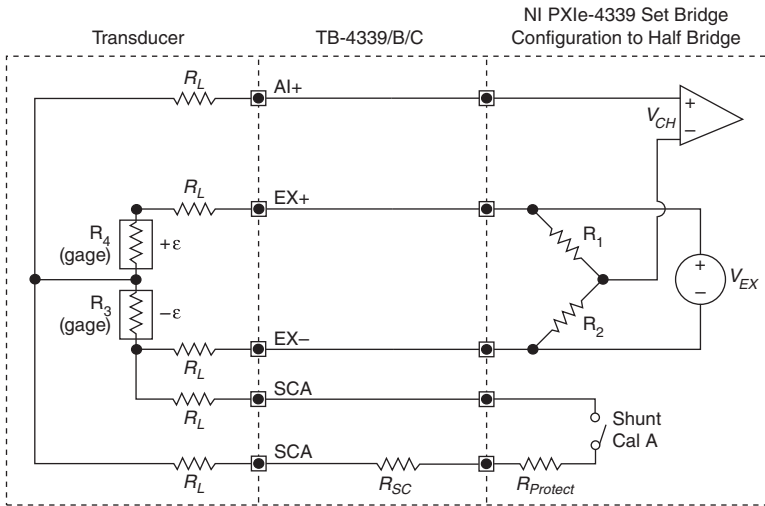 Transducer
TB-4339/B/C
NI PXIe-4339 Set Bridge
Configuration to Half Bridge
R_L
AI+
+
−
V_CH
R_L
EX+
R_4
(gage)
+ε
R_1
R_3
(gage)
−ε
R_2
+
−
V_EX
EX–
R_L
SCA
R_L
Shunt
Cal A
SCA
R_L
R_SC
R_Protect